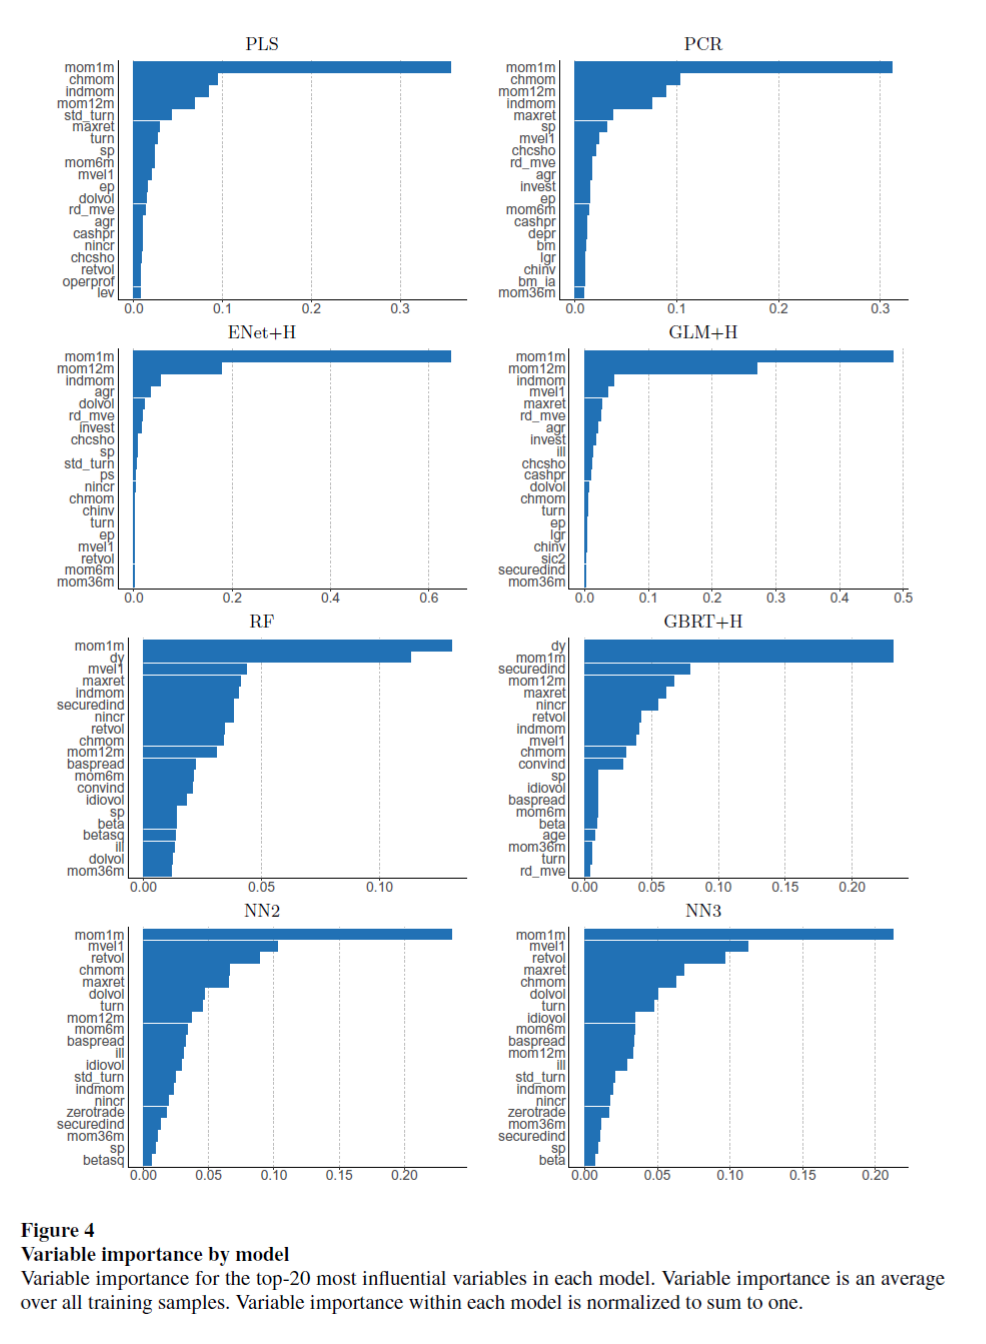 PLS
mom1m
chmom
indmom
mom12m
std_turn
maxret
turn
sp
mom6m
mvel1
ep
dolvol
rd_mve
agr
cashpr
nincr
chcsho
retvol
operprof
lev
0.0 0.1 0.2 0.3
PCR
mom1m
chmom
mom12m
indmom
maxret
sp
mvel1
chcsho
rd_mve
agr
invest
ep
mom6m
cashpr
depr
bm
lgr
chinv
bm_ia
mom36m
0.0 0.1 0.2 0.3
ENet+H
mom1m
mom12m
indmom
agr
dolvol
rd_mve
invest
chcsho
sp
std_turn
ps
nincr
chmom
chinv
turn
ep
mvel1
retvol
mom6m
mom36m
0.0 0.2 0.4 0.6
GLM+H
mom1m
mom12m
indmom
mvel1
maxret
rd_mve
agr
invest
ill
chcsho
cashpr
dolvol
chmom
turn
ep
lgr
chinv
sic2
securedind
mom36m
0.0 0.1 0.2 0.3 0.4 0.5
RF
mom1m
dy
mvel1
maxret
indmom
securedind
nincr
retvol
chmom
mom12m
baspread
mom6m
convind
idiovol
sp
beta
betasq
ill
dolvol
mom36m
0.00 0.05 0.10
GBRT+H
dy
mom1m
securedind
mom12m
maxret
nincr
retvol
indmom
mvel1
chmom
convind
sp
idiovol
baspread
mom6m
beta
age
mom36m
turn
rd_mve
0.00 0.05 0.10 0.15 0.20
NN2
mom1m
mvel1
retvol
chmom
maxret
dolvol
turn
mom12m
mom6m
baspread
ill
idiovol
std_turn
indmom
nincr
zerotrade
securedind
mom36m
sp
betasq
0.00 0.05 0.10 0.15 0.20
NN3
mom1m
mvel1
retvol
maxret
chmom
dolvol
turn
idiovol
mom6m
baspread
mom12m
ill
std_turn
indmom
nincr
zerotrade
mom36m
securedind
sp
beta
0.00 0.05 0.10 0.15 0.20
Figure 4
Variable importance by model
Variable importance for the top-20 most influential variables in each model. Variable importance is an average
over all training samples. Variable importance within each model is normalized to sum to one.